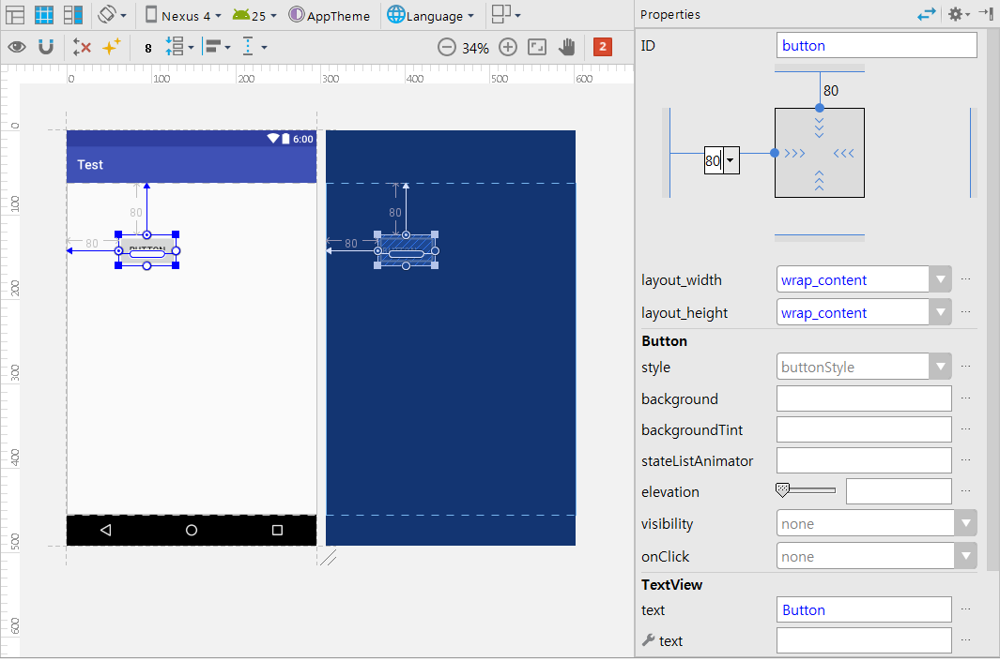 Nexus 4 25 AppTheme Language
8 34% 2
0 100 200 300 400 500 600
0
100
200
300
400
500
600
6:00
Test
80
80
BUTTON
80
80
Properties
ID button
80
80
layout_width wrap_content
layout_height wrap_content
Button
style buttonStyle
background
backgroundTint
stateListAnimator
elevation
visibility none
onClick none
TextView
text Button
text